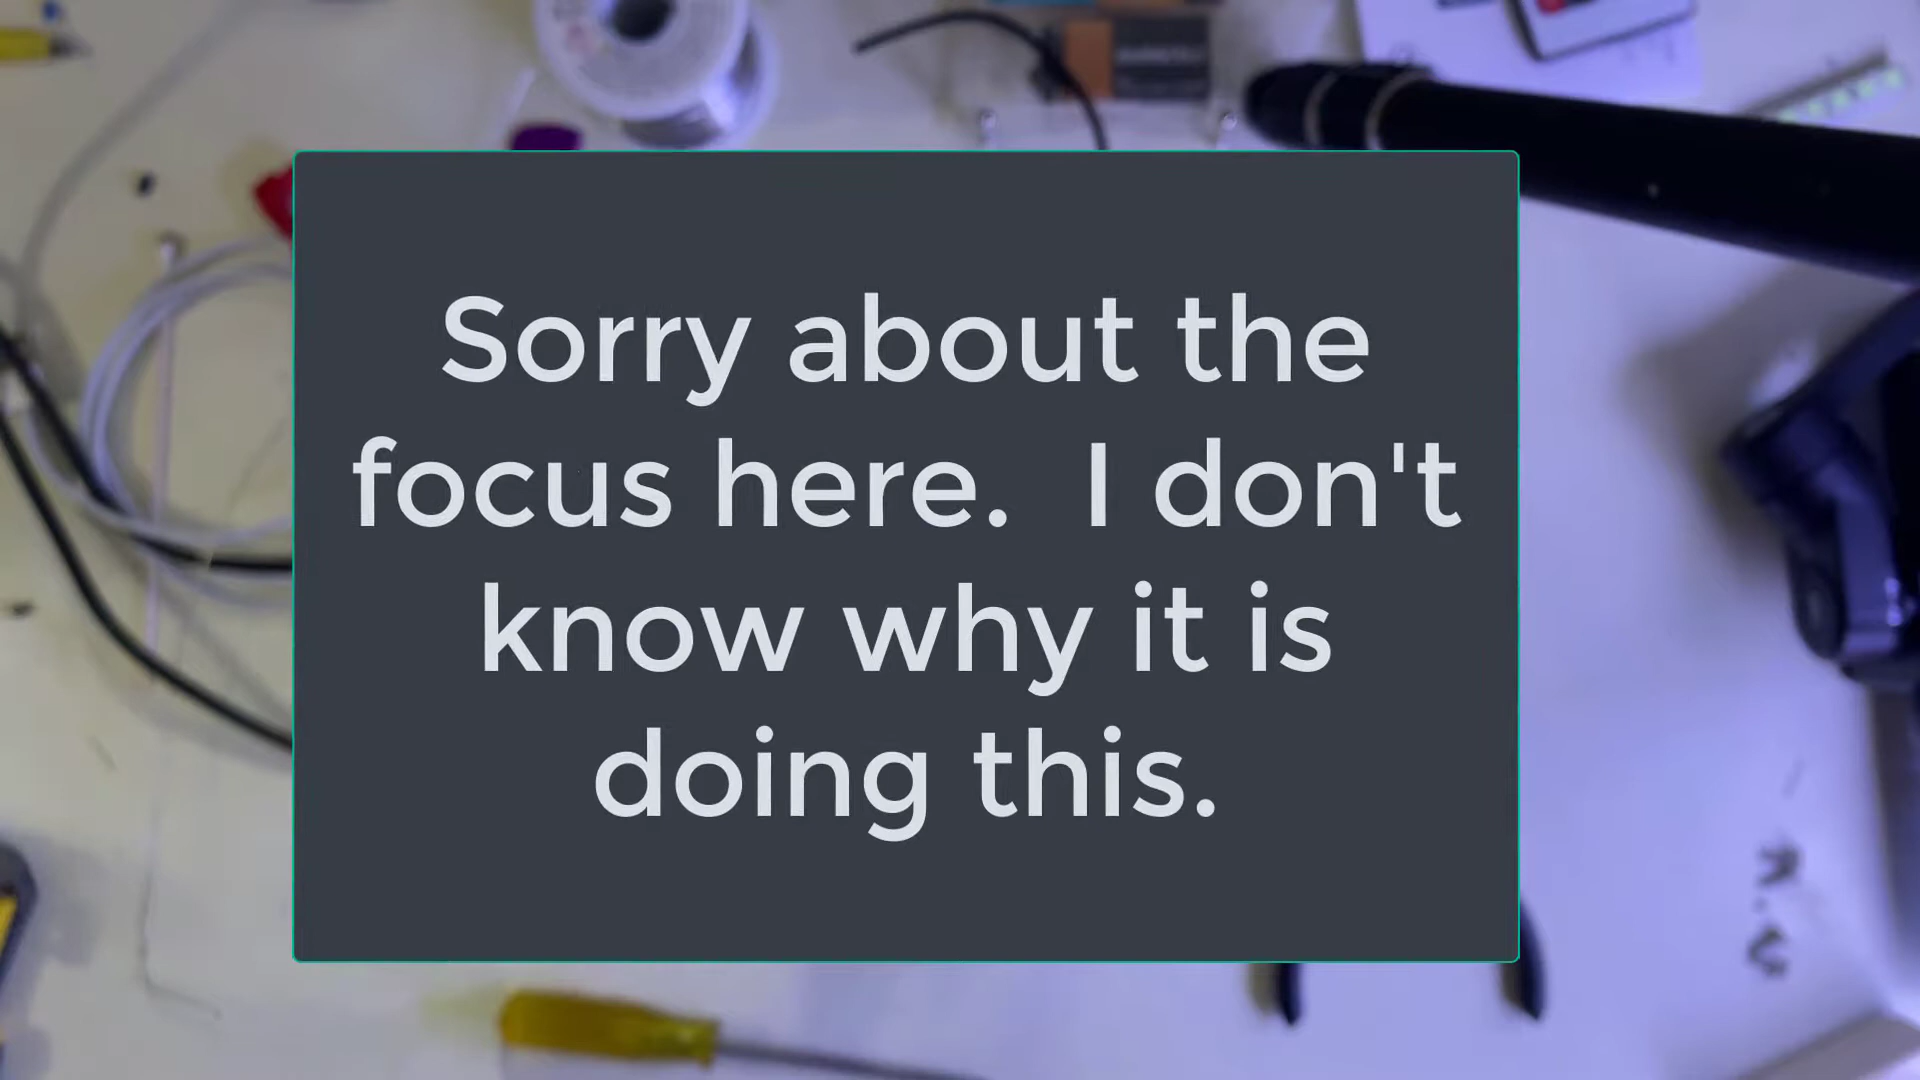 Sorry about the
focus here.  I don't
know why it is
doing this.